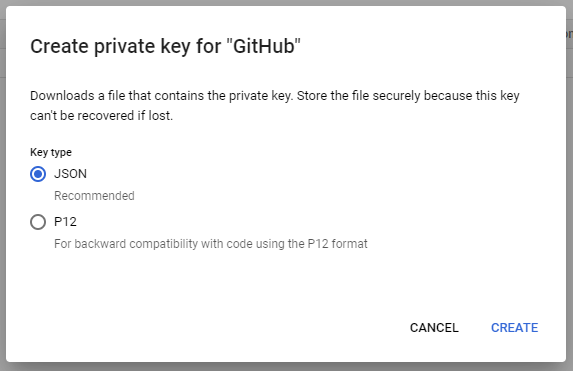 Create private key for "GitHub"
Downloads a file that contains the private key. Store the file securely because this key
can't be recovered if lost.
Key type
JSON
Recommended
P12
For backward compatibility with code using the P12 format
CANCEL CREATE